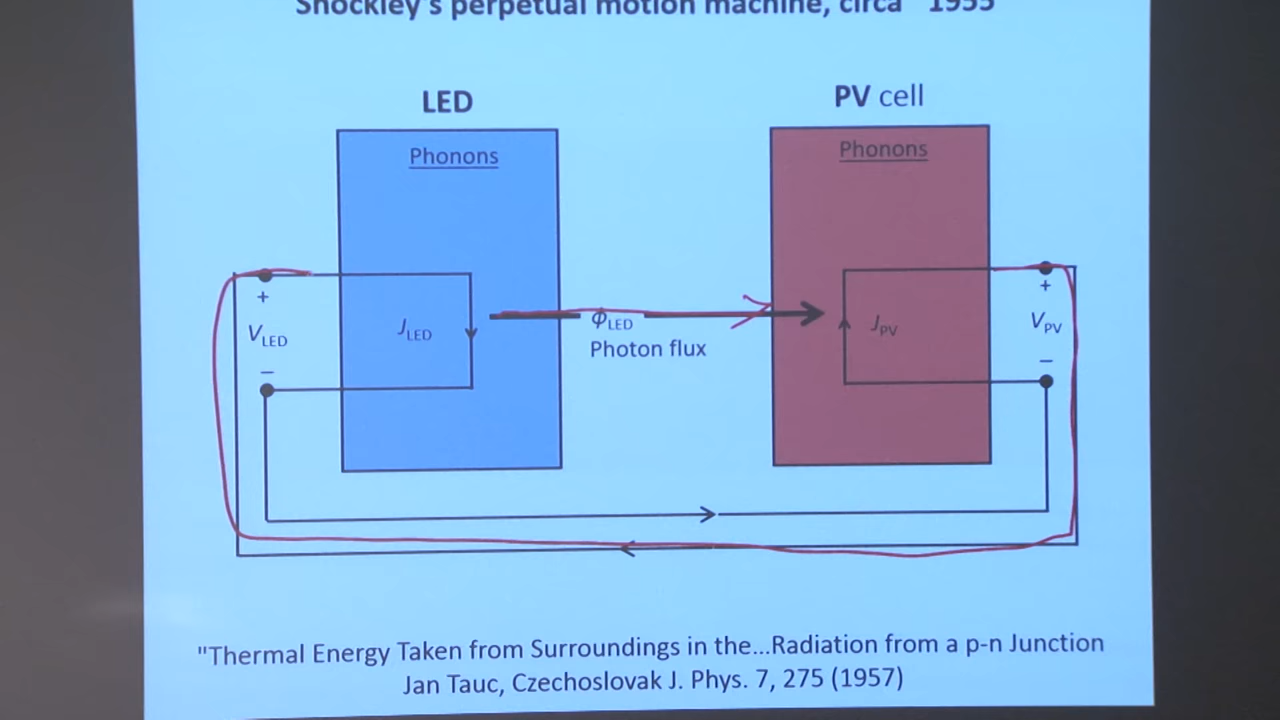 Shockley's perpetual motion machine, circa 1955
LED
PV cell
Phonons
Phonons
+
V_LED
−
J_LED
Φ_LED
Photon flux
J_PV
+
V_PV
−
"Thermal Energy Taken from Surroundings in the...Radiation from a p-n Junction
Jan Tauc, Czechoslovak J. Phys. 7, 275 (1957)